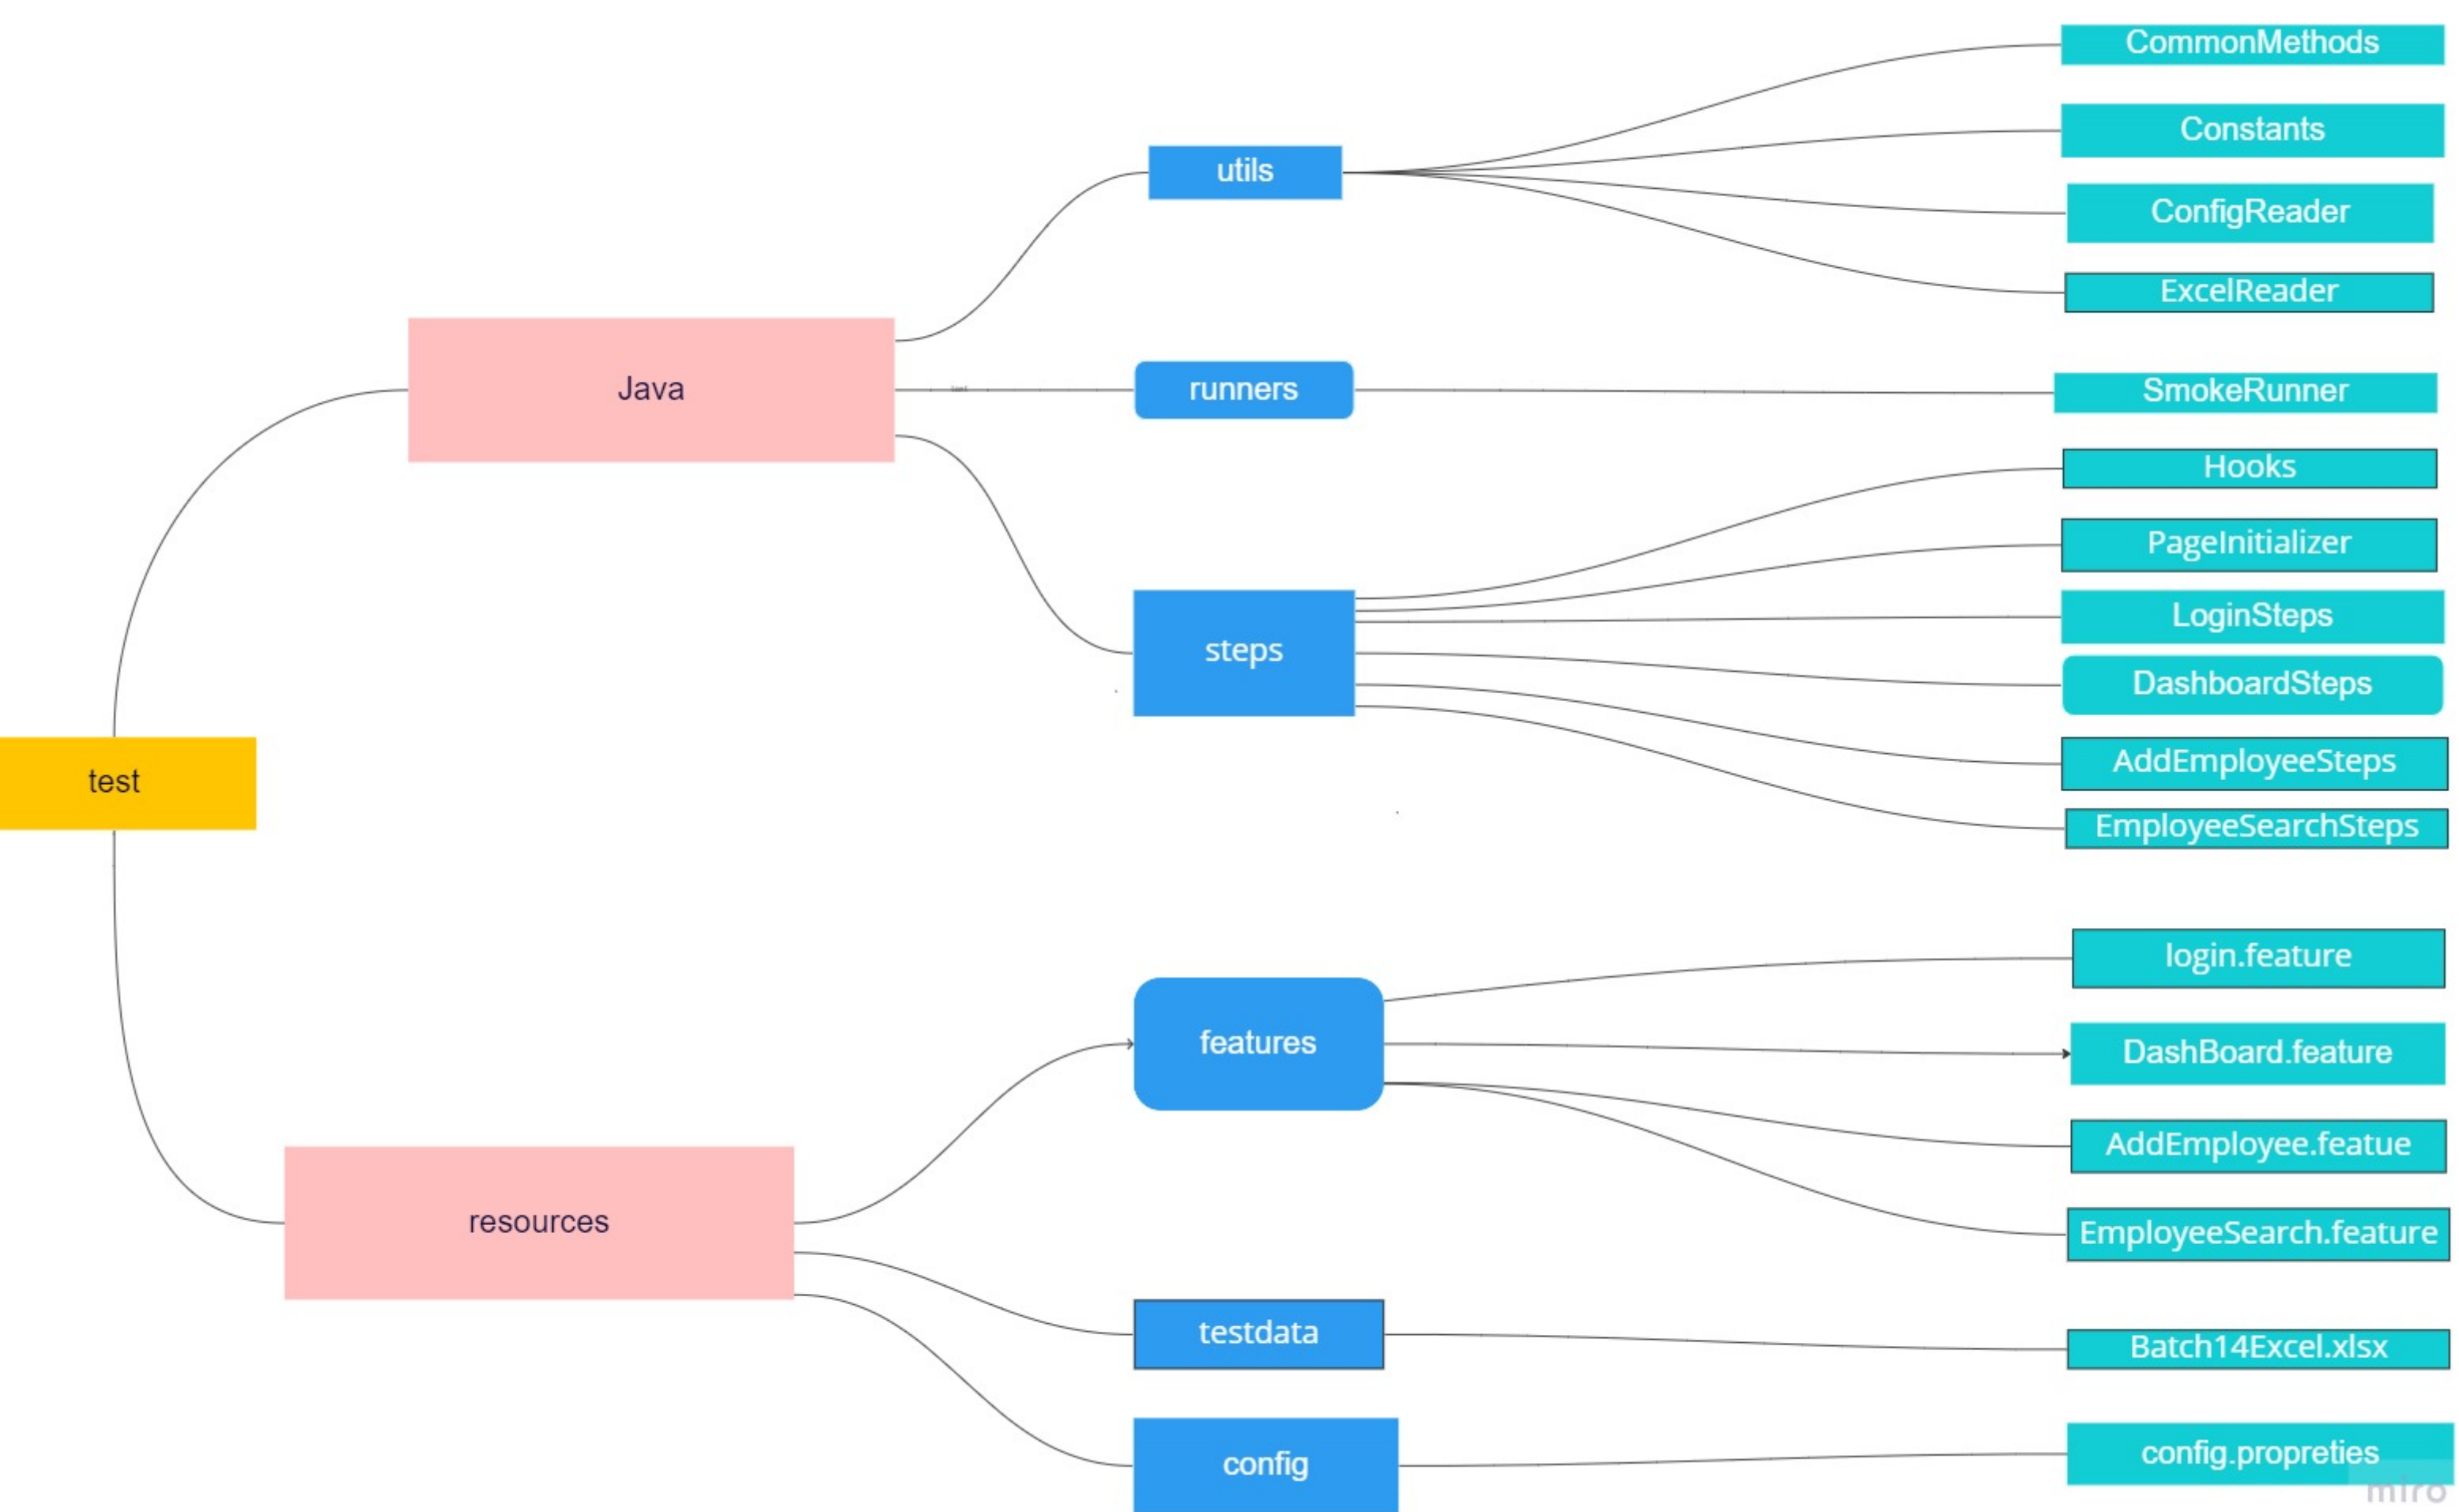 CommonMethods
Constants
utils
ConfigReader
ExcelReader
Java
test
runners
SmokeRunner
Hooks
PageInitializer
LoginSteps
steps
DashboardSteps
AddEmployeeSteps
test
EmployeeSearchSteps
login.feature
features
DashBoard.feature
AddEmployee.featue
resources
EmployeeSearch.feature
testdata
Batch14Excel.xlsx
config
config.propreties
miro